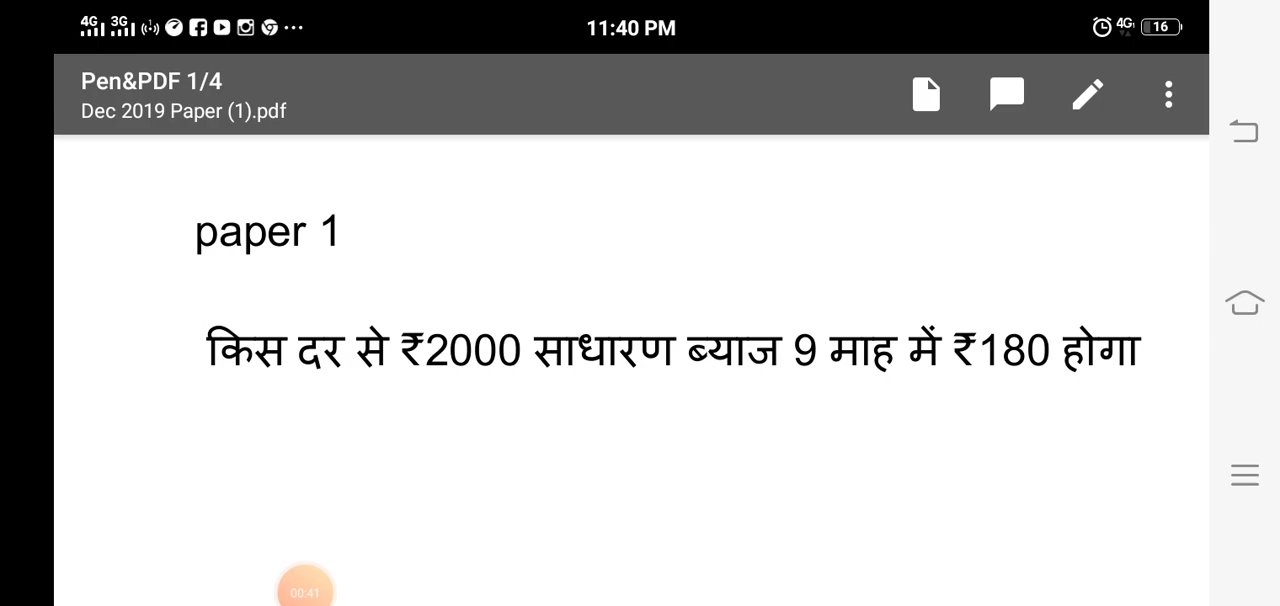 4G 3G 11:40 PM 4G 16
Pen&PDF 1/4
Dec 2019 Paper (1).pdf
paper 1
किस दर से ₹2000 साधारण ब्याज 9 माह में ₹180 होगा
00:41